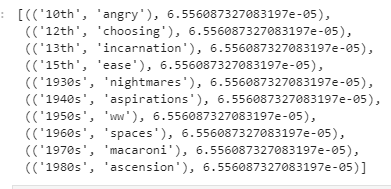 : [(('10th', 'angry'), 6.556087327083197e-05),
(('12th', 'choosing'), 6.556087327083197e-05),
(('13th', 'incarnation'), 6.556087327083197e-05),
(('15th', 'ease'), 6.556087327083197e-05),
(('1930s', 'nightmares'), 6.556087327083197e-05),
(('1940s', 'aspirations'), 6.556087327083197e-05),
(('1950s', 'ww'), 6.556087327083197e-05),
(('1960s', 'spaces'), 6.556087327083197e-05),
(('1970s', 'macaroni'), 6.556087327083197e-05),
(('1980s', 'ascension'), 6.556087327083197e-05)]